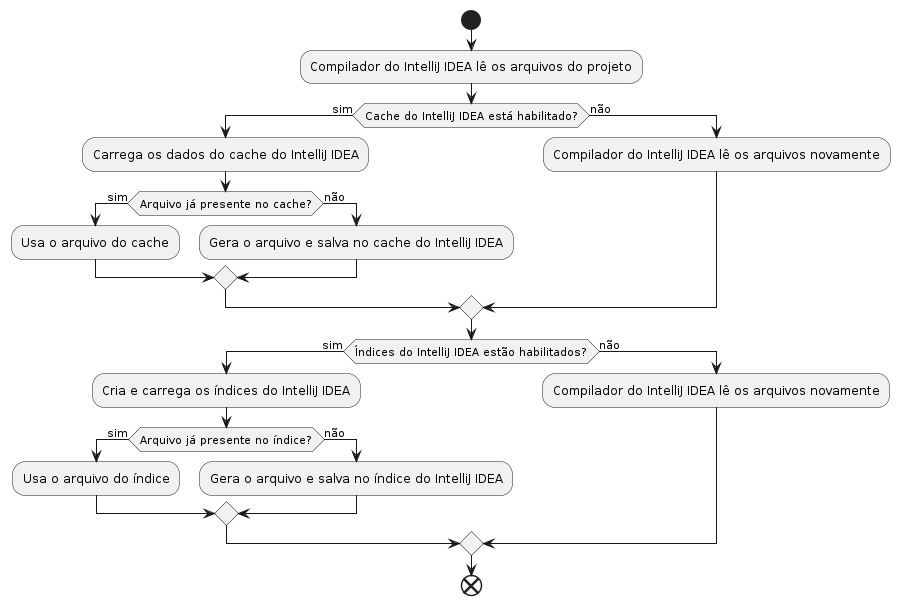 Compilador do IntelliJ IDEA lê os arquivos do projeto
sim
Cache do IntelliJ IDEA está habilitado?
não
Carrega os dados do cache do IntelliJ IDEA
Compilador do IntelliJ IDEA lê os arquivos novamente
sim
Arquivo já presente no cache?
não
Usa o arquivo do cache
Gera o arquivo e salva no cache do IntelliJ IDEA
sim
Índices do IntelliJ IDEA estão habilitados?
não
Cria e carrega os índices do IntelliJ IDEA
Compilador do IntelliJ IDEA lê os arquivos novamente
sim
Arquivo já presente no índice?
não
Usa o arquivo do índice
Gera o arquivo e salva no índice do IntelliJ IDEA